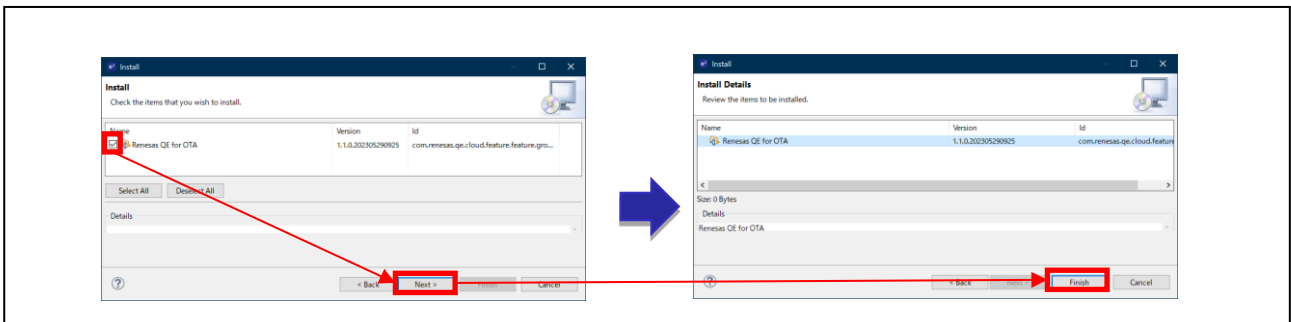 Install
Install
Check the items that you wish to install.
Name Version Id
Renesas QE for OTA 1.1.0.202305290925 com.renesas.qe.cloud.feature.feature.gro...
Select All Deselect All
Details
? < Back Next > Finish Cancel
Install
Install Details
Review the items to be installed.
Name Version Id
Renesas QE for OTA 1.1.0.202305290925 com.renesas.qe.cloud.feature
Size: 0 Bytes
Details
Renesas QE for OTA
? < Back Next > Finish Cancel